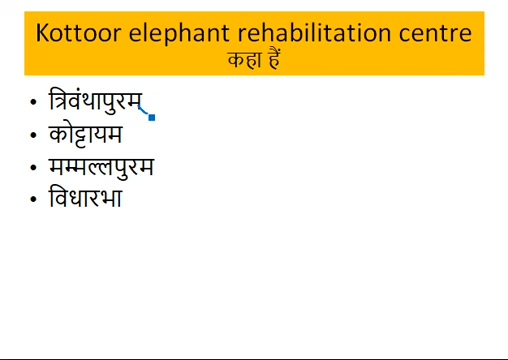 Kottoor elephant rehabilitation centre
कहा हैं
• त्रिवंथापुरम
• कोट्टायम
• मम्मल्लपुरम
• विधारभा